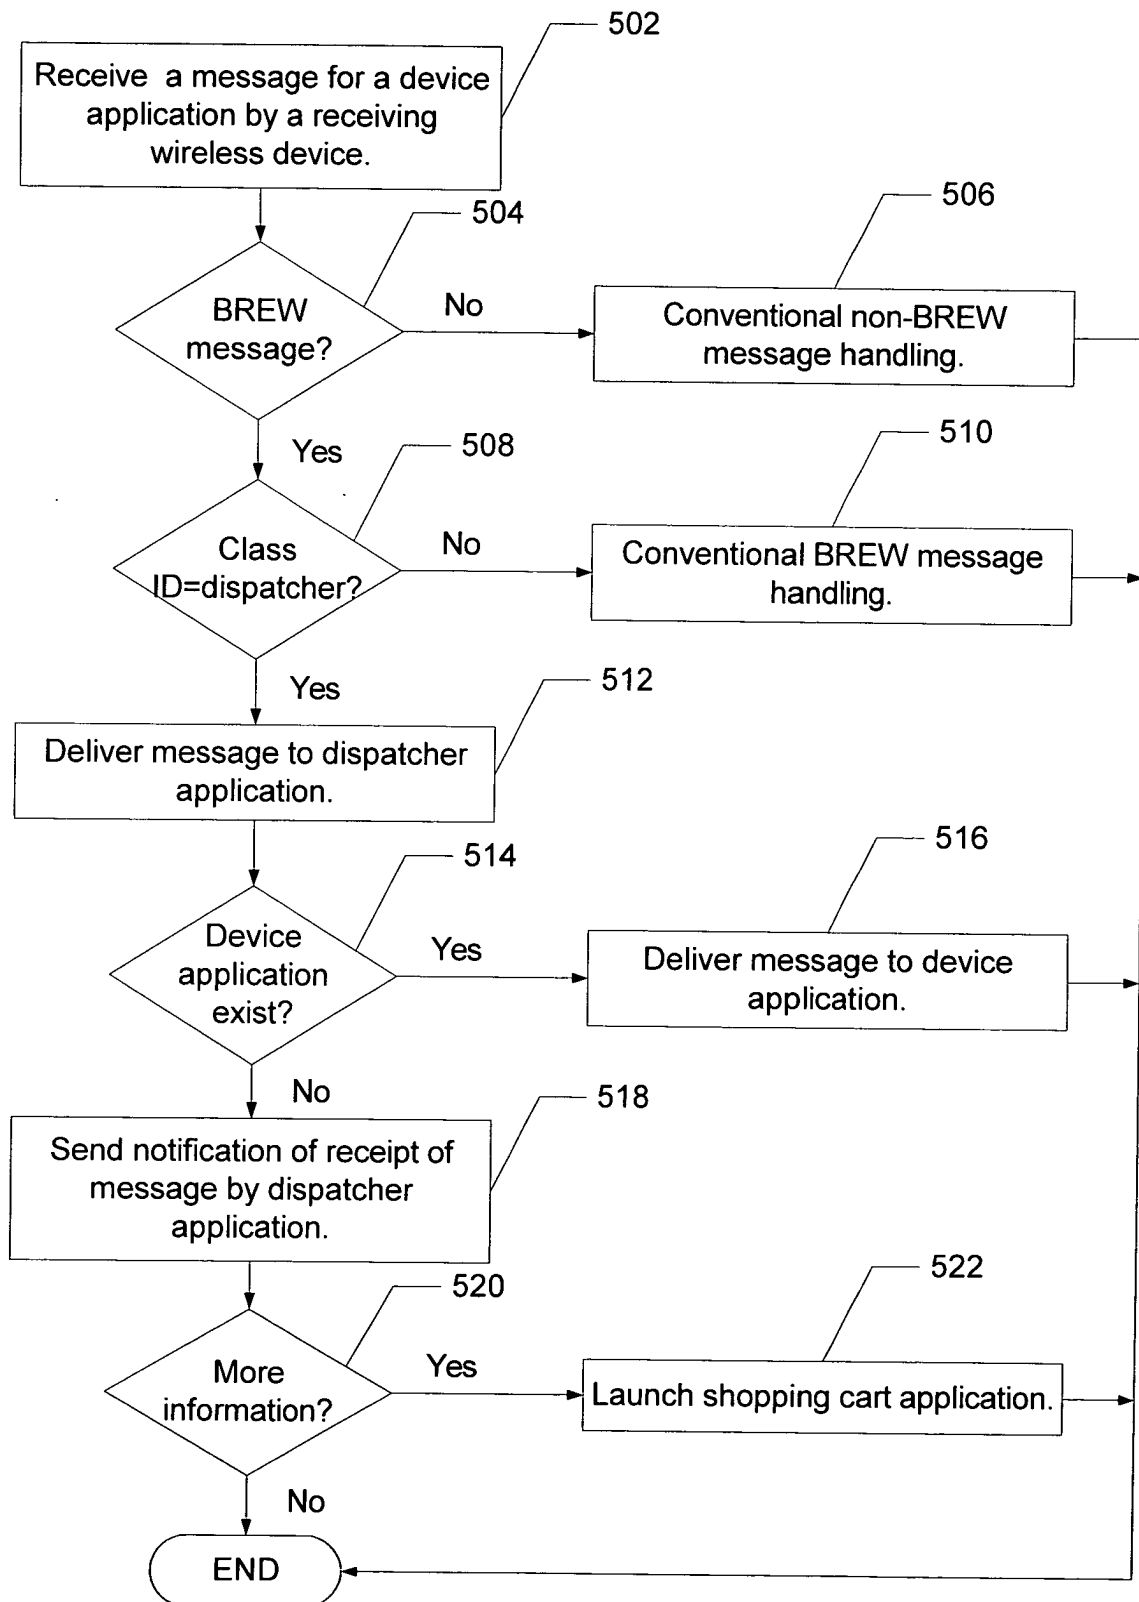 502
Receive a message for a device
application by a receiving
wireless device.
504
506
BREW
message?
No
Conventional non-BREW
message handling.
Yes
508
510
Class
ID=dispatcher?
No
Conventional BREW message
handling.
Yes
512
Deliver message to dispatcher
application.
514
516
Device
application
exist?
Yes
Deliver message to device
application.
No
518
Send notification of receipt of
message by dispatcher
application.
520
522
More
information?
Yes
Launch shopping cart application.
No
END